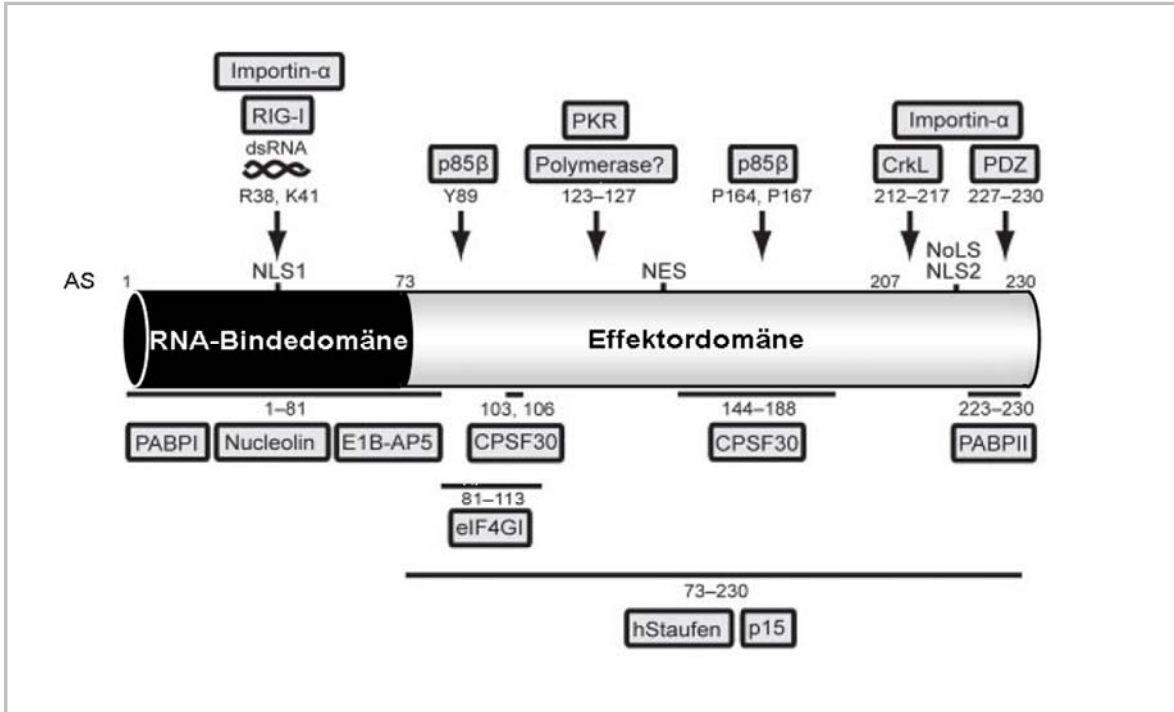 Importin-α
RIG-I
dsRNA
R38, K41
p85β
Y89
PKR
Polymerase?
123–127
p85β
P164, P167
Importin-α
CrkL
PDZ
212–217
227–230
AS
1
NLS1
73
NES
207
NoLS
NLS2
230
RNA-Bindedomäne
Effektordomäne
1–81
PABPI
Nucleolin
E1B-AP5
103, 106
CPSF30
144–188
CPSF30
223–230
PABPII
81–113
eIF4GI
73–230
hStaufen
p15